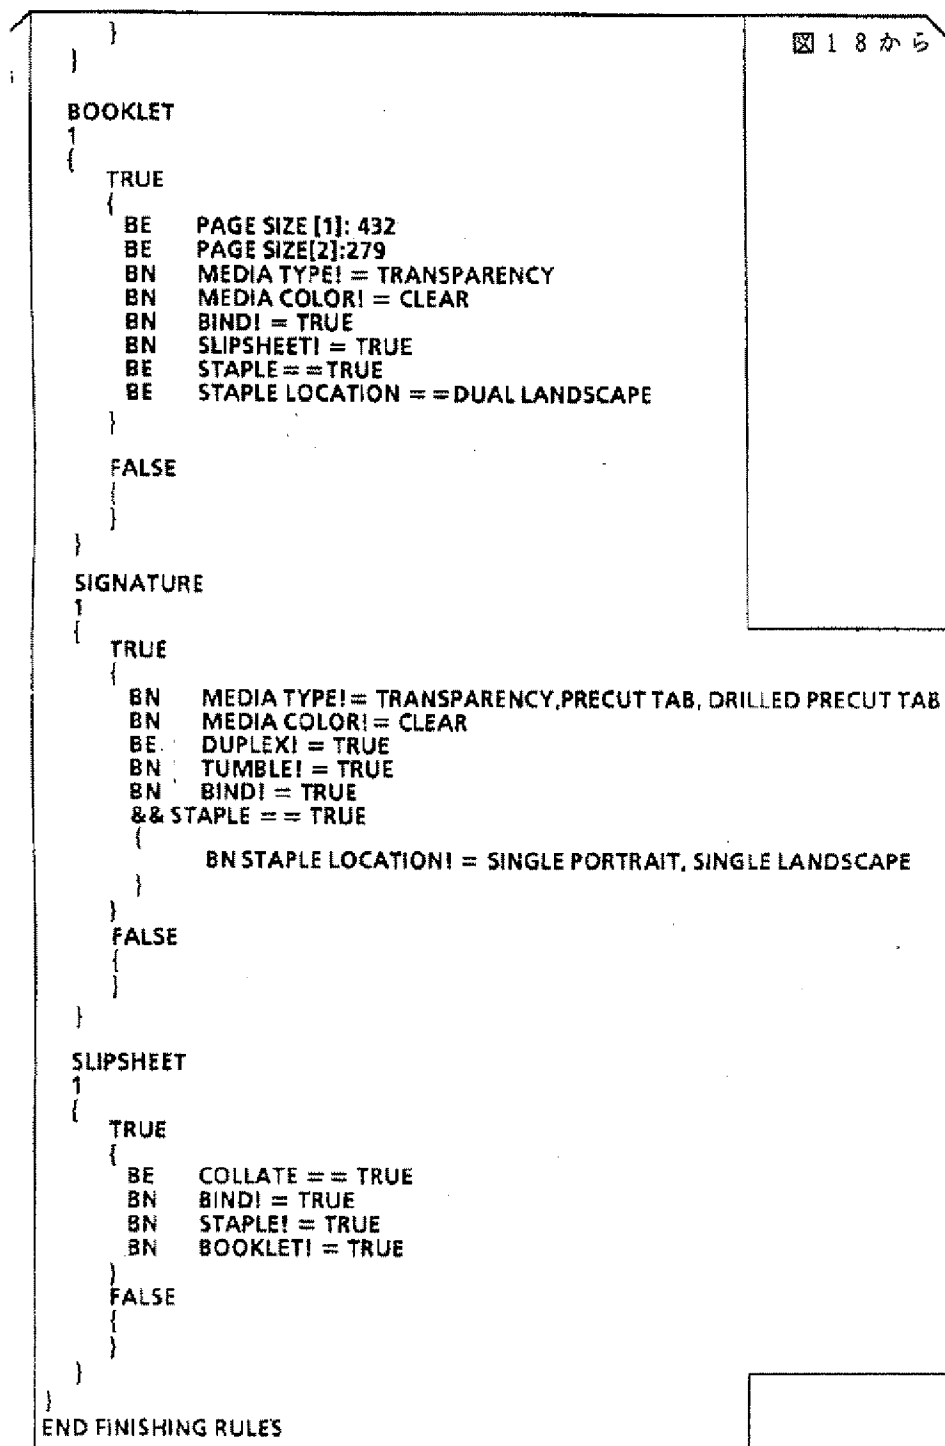 図18から
}
}
BOOKLET
1
{
TRUE
{
BE PAGE SIZE [1]: 432
BE PAGE SIZE[2]:279
BN MEDIA TYPE! = TRANSPARENCY
BN MEDIA COLOR! = CLEAR
BN BIND! = TRUE
BN SLIPSHEET! = TRUE
BE STAPLE = = TRUE
BE STAPLE LOCATION = = DUAL LANDSCAPE
}
FALSE
{
}
}
SIGNATURE
1
{
TRUE
{
BN MEDIA TYPE! = TRANSPARENCY,PRECUT TAB, DRILLED PRECUT TAB
BN MEDIA COLOR! = CLEAR
BE DUPLEX! = TRUE
BN TUMBLE! = TRUE
BN BIND! = TRUE
&& STAPLE = = TRUE
{
BN STAPLE LOCATION! = SINGLE PORTRAIT, SINGLE LANDSCAPE
}
}
FALSE
{
}
}
SLIPSHEET
1
{
TRUE
{
BE COLLATE = = TRUE
BN BIND! = TRUE
BN STAPLE! = TRUE
BN BOOKLET! = TRUE
}
FALSE
{
}
}
}
END FINISHING RULES